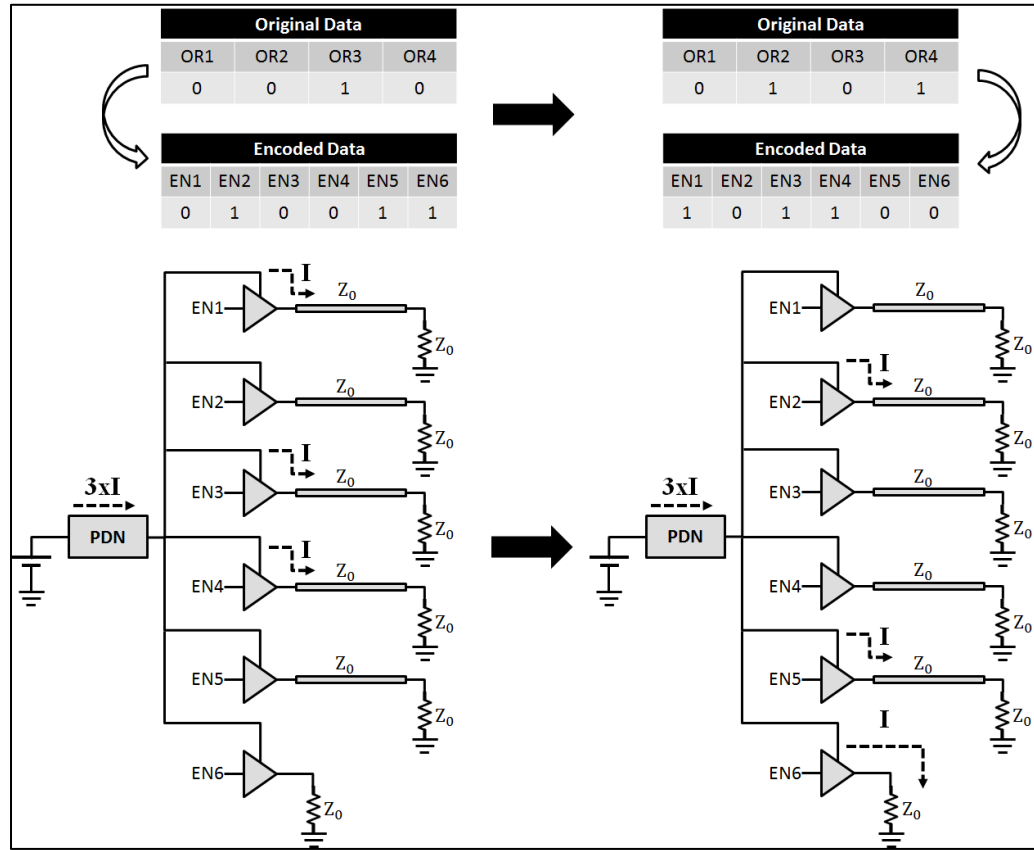 Original Data
OR1 OR2 OR3 OR4
0 0 1 0
Encoded Data
EN1 EN2 EN3 EN4 EN5 EN6
0 1 0 0 1 1
I
Z0
EN1
Z0
Z0
EN2
Z0
I
Z0
EN3
Z0
3xI
PDN
I
Z0
EN4
Z0
Z0
EN5
Z0
EN6
Z0
Original Data
OR1 OR2 OR3 OR4
0 1 0 1
Encoded Data
EN1 EN2 EN3 EN4 EN5 EN6
1 0 1 1 0 0
Z0
EN1
Z0
I
Z0
EN2
Z0
Z0
EN3
Z0
3xI
PDN
Z0
EN4
Z0
I
Z0
EN5
Z0
I
EN6
Z0